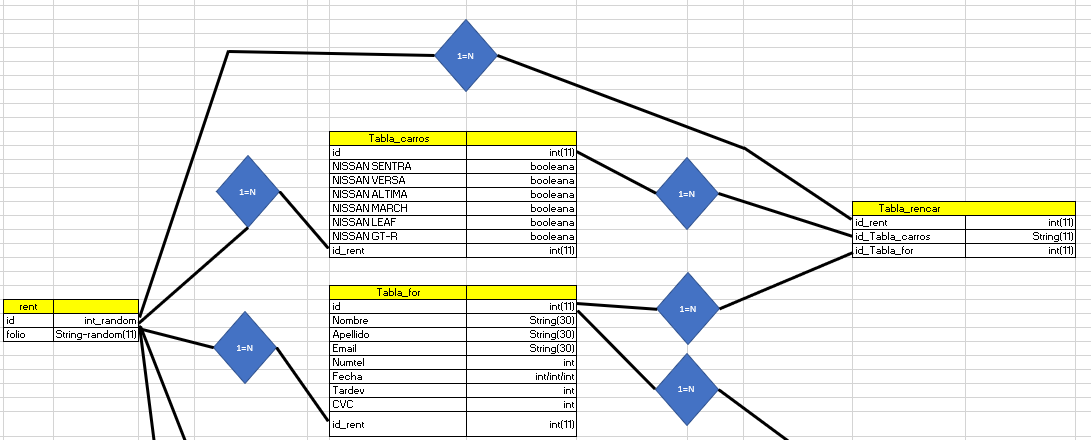 1=N
Tabla_carros
id int(11)
NISSAN SENTRA booleana
NISSAN VERSA booleana
NISSAN ALTIMA booleana
NISSAN MARCH booleana
NISSAN LEAF booleana
NISSAN GT-R booleana
id_rent int(11)
1=N
1=N
Tabla_rencar
id_rent int(11)
id_Tabla_carros String(11)
id_Tabla_for int(11)
Tabla_for
id int(11)
Nombre String(30)
Apellido String(30)
Email String(30)
Numtel int
Fecha int/int/int
Tardev int
CVC int
id_rent int(11)
rent
id int_random
folio String-random(11)
1=N
1=N
1=N